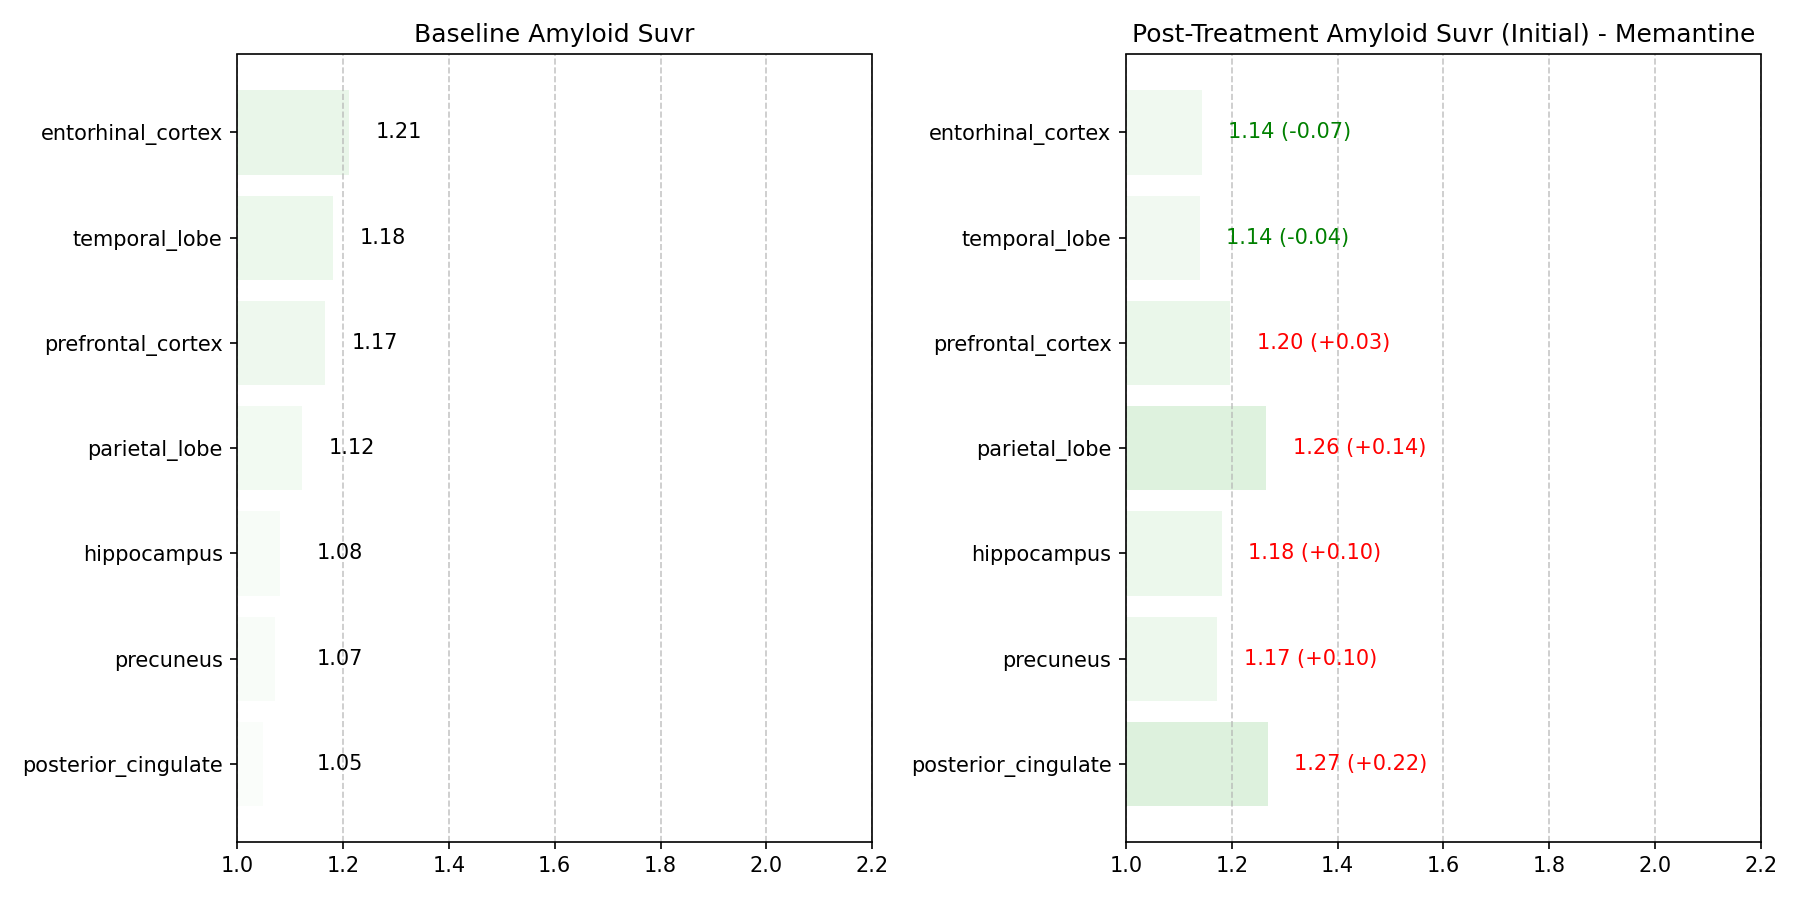 Baseline Amyloid Suvr
entorhinal_cortex 1.21
temporal_lobe 1.18
prefrontal_cortex 1.17
parietal_lobe 1.12
hippocampus 1.08
precuneus 1.07
posterior_cingulate 1.05
1.0 1.2 1.4 1.6 1.8 2.0 2.2
Post-Treatment Amyloid Suvr (Initial) - Memantine
entorhinal_cortex 1.14 (-0.07)
temporal_lobe 1.14 (-0.04)
prefrontal_cortex 1.20 (+0.03)
parietal_lobe 1.26 (+0.14)
hippocampus 1.18 (+0.10)
precuneus 1.17 (+0.10)
posterior_cingulate 1.27 (+0.22)
1.0 1.2 1.4 1.6 1.8 2.0 2.2